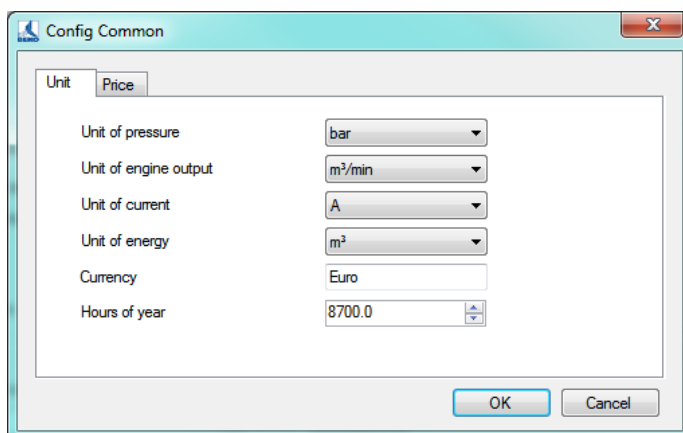 Config Common
Unit Price
Unit of pressure bar
Unit of engine output m³/min
Unit of current A
Unit of energy m³
Currency Euro
Hours of year 8700.0
OK Cancel